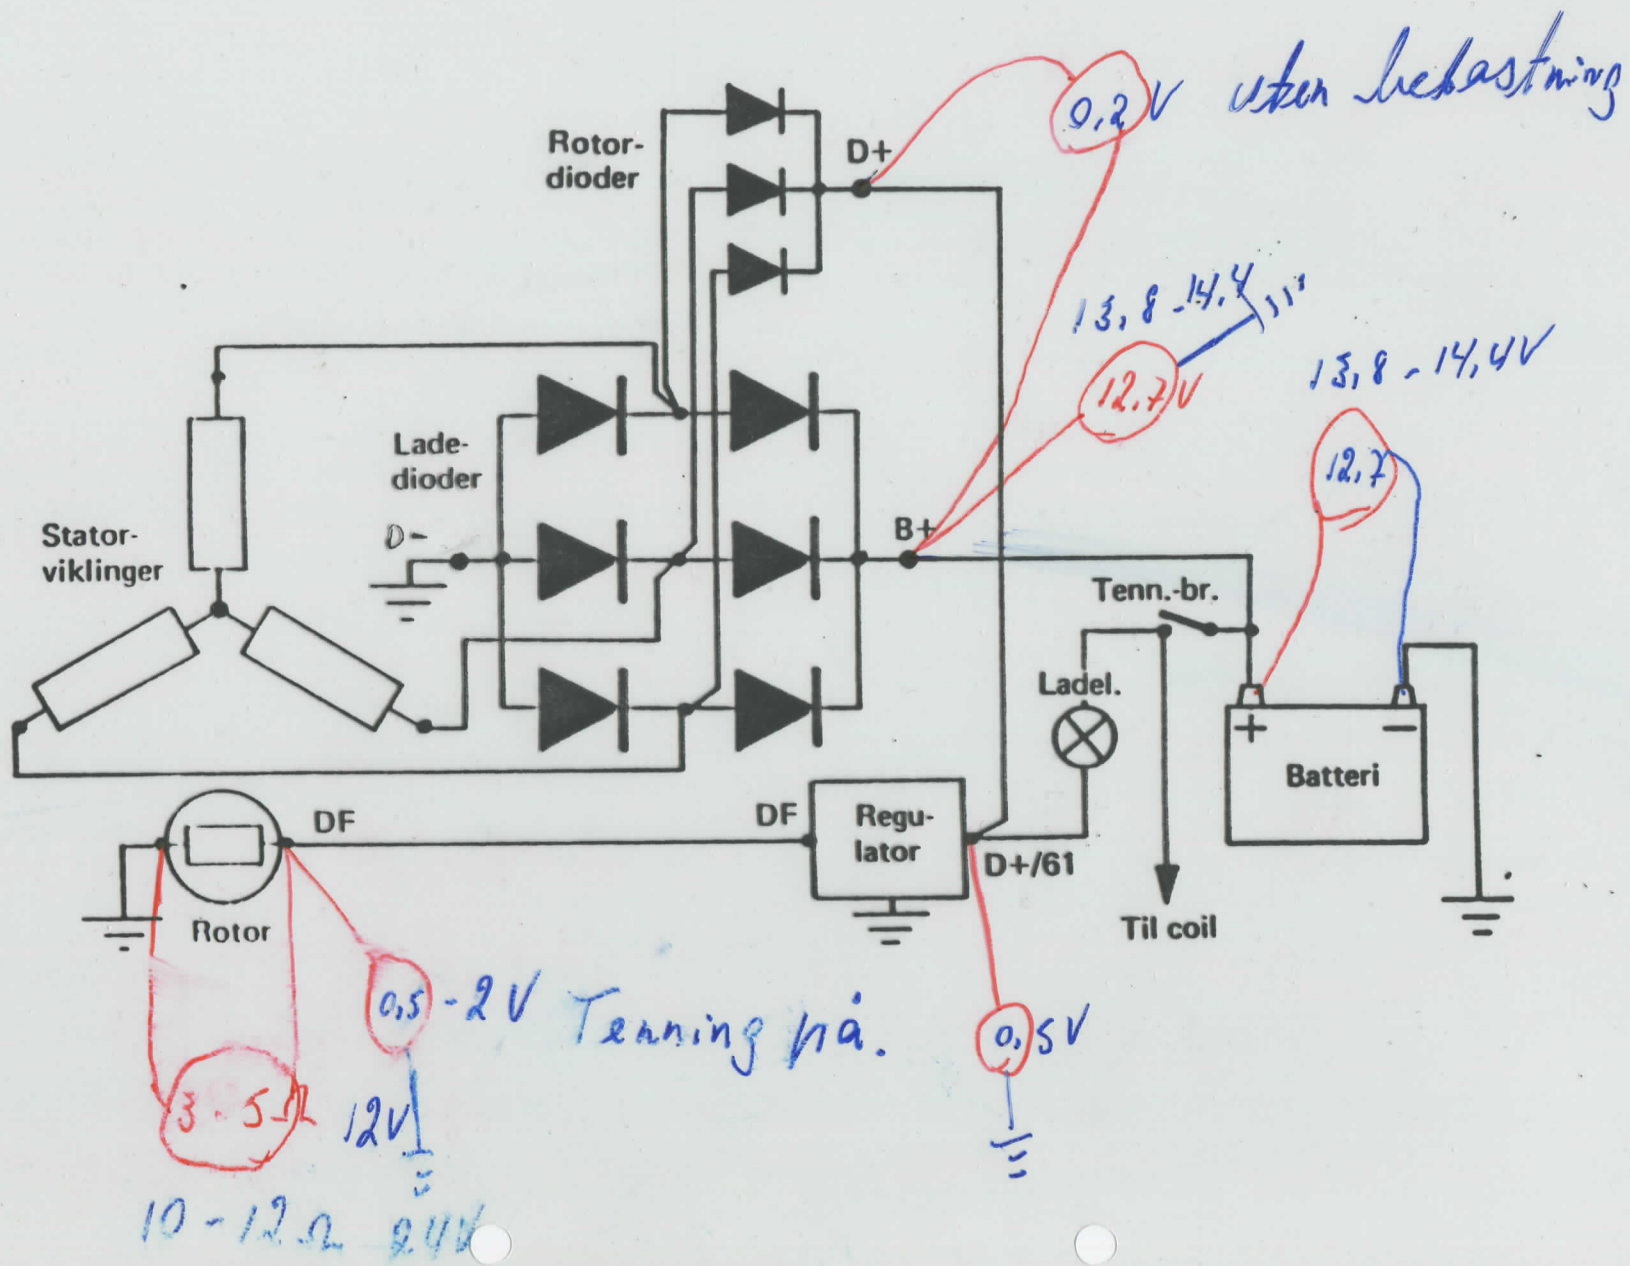 0,2 V uten belastning
Rotor-
dioder
D+
13,8 - 14,4
12,7 V
13,8 - 14,4 V
12,7
Lade-
dioder
D-
B+
Stator-
viklinger
Tenn.-br.
Ladel.
+
−
Batteri
DF
DF
Regu-
lator
D+/61
Rotor
Til coil
0,5 - 2 V Tenning på.
0,5 V
3 - 5 Ω 12V
10 - 12 Ω 24V